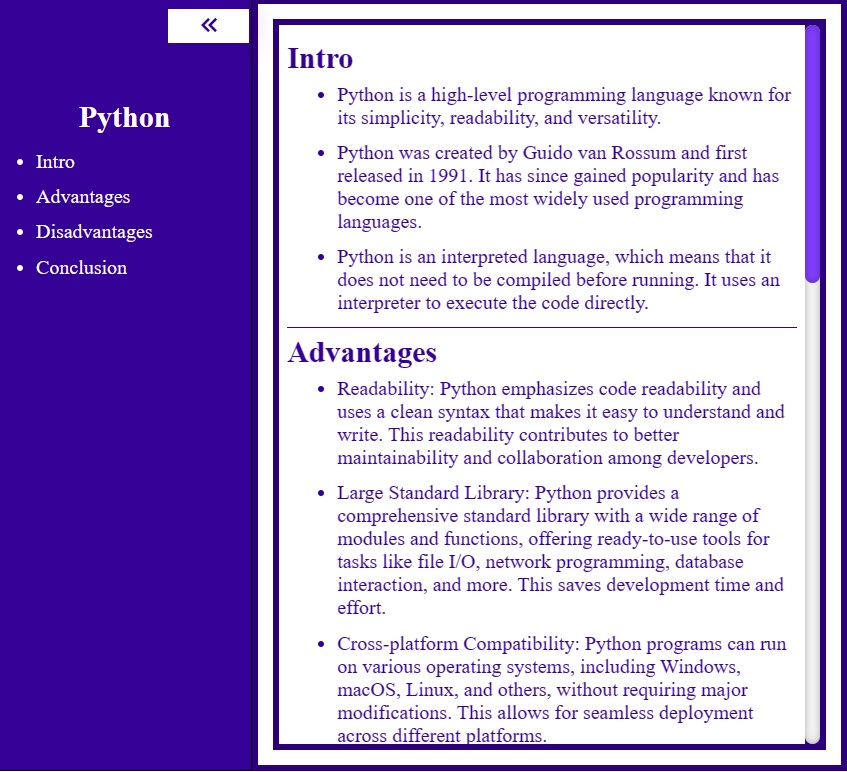 Python
Intro
Advantages
Disadvantages
Conclusion
Intro
Python is a high-level programming language known for
its simplicity, readability, and versatility.
Python was created by Guido van Rossum and first
released in 1991. It has since gained popularity and has
become one of the most widely used programming
languages.
Python is an interpreted language, which means that it
does not need to be compiled before running. It uses an
interpreter to execute the code directly.
Advantages
Readability: Python emphasizes code readability and
uses a clean syntax that makes it easy to understand and
write. This readability contributes to better
maintainability and collaboration among developers.
Large Standard Library: Python provides a
comprehensive standard library with a wide range of
modules and functions, offering ready-to-use tools for
tasks like file I/O, network programming, database
interaction, and more. This saves development time and
effort.
Cross-platform Compatibility: Python programs can run
on various operating systems, including Windows,
macOS, Linux, and others, without requiring major
modifications. This allows for seamless deployment
across different platforms.